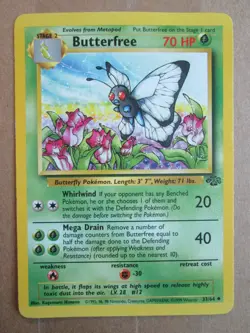 STAGE 2
Evolves from Metapod
Put Butterfree on the Stage 1 card
Butterfree
70 HP
Butterfly Pokémon. Length: 3' 7", Weight: 71 lbs.
Whirlwind If your opponent has any Benched
Pokémon, he or she chooses 1 of them and
switches it with the Defending Pokémon. (Do the
damage before switching the Pokémon.)
20
Mega Drain Remove a number of damage
counters from Butterfree equal to
half the damage done to the Defending
Pokémon (after applying Weakness and
Resistance) (rounded up to the nearest 10).
40
weakness
resistance
retreat cost
-30
In battle, it flaps its wings at high speed to release highly toxic
dust into the air. LV. 28 #12
33/64